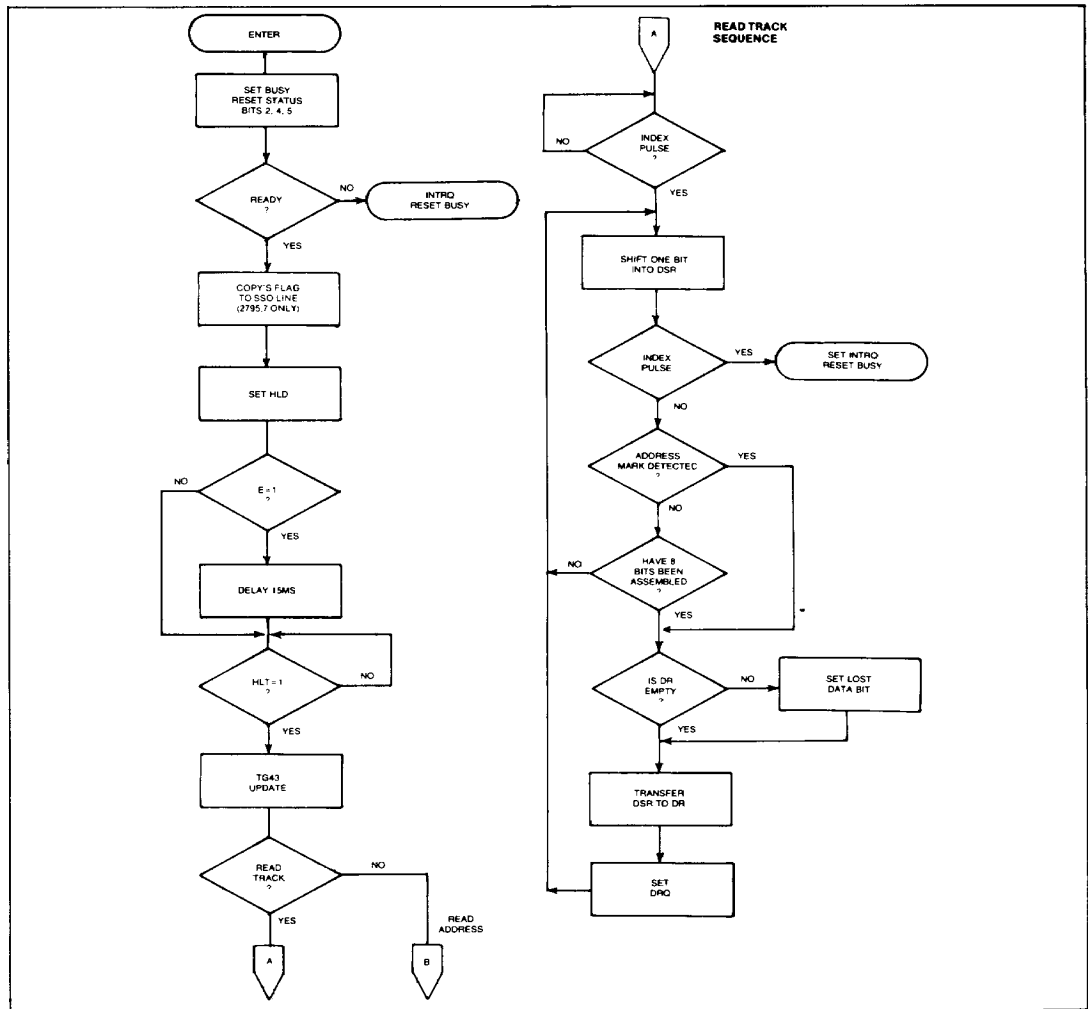 ENTER
SET BUSY
RESET STATUS
BITS 2, 4, 5
READY
?
NO
INTRQ
RESET BUSY
YES
COPY'S FLAG
TO SSO LINE
(2795,7 ONLY)
SET HLD
NO
E=1
?
YES
DELAY 15MS
HLT=1
?
NO
YES
TG43
UPDATE
READ
TRACK
?
NO
YES
READ
ADDRESS
A
B
A
READ TRACK
SEQUENCE
NO
INDEX
PULSE
?
YES
SHIFT ONE BIT
INTO DSR
INDEX
PULSE
YES
SET INTRQ
RESET BUSY
NO
ADDRESS
MARK DETECTED
?
YES
NO
NO
HAVE 8
BITS BEEN
ASSEMBLED
?
YES
IS DR
EMPTY
?
NO
SET LOST
DATA BIT
YES
TRANSFER
DSR TO DR
SET
DRQ